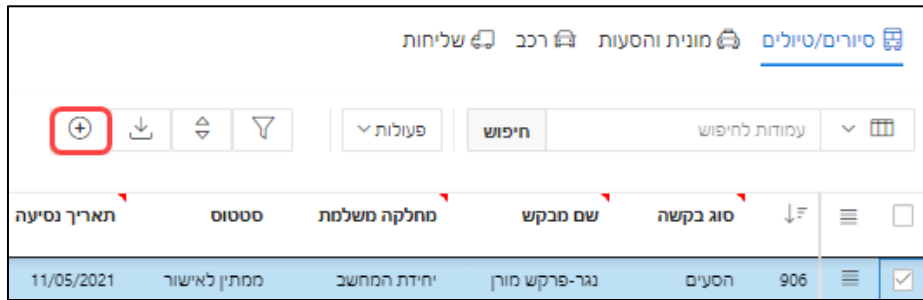 סיורים/טיולים מונית והסעות רכב שליחות
עמודות לחיפוש חיפוש פעולות
סוג בקשה שם מבקש מחלקה משלמת סטטוס תאריך נסיעה
906 הסעים נגר-פרקש מורן יחידת המחשב ממתין לאישור 11/05/2021